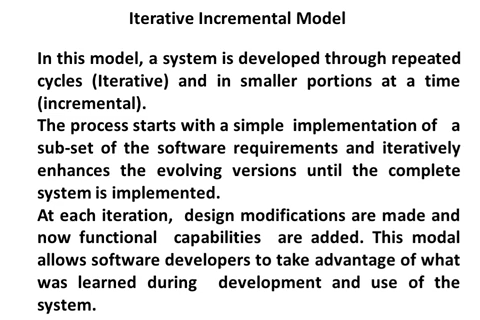 Iterative Incremental Model
In this model, a system is developed through repeated
cycles (Iterative) and in smaller portions at a time
(incremental).
The process starts with a simple implementation of a
sub-set of the software requirements and iteratively
enhances the evolving versions until the complete
system is implemented.
At each iteration, design modifications are made and
now functional capabilities are added. This modal
allows software developers to take advantage of what
was learned during development and use of the
system.